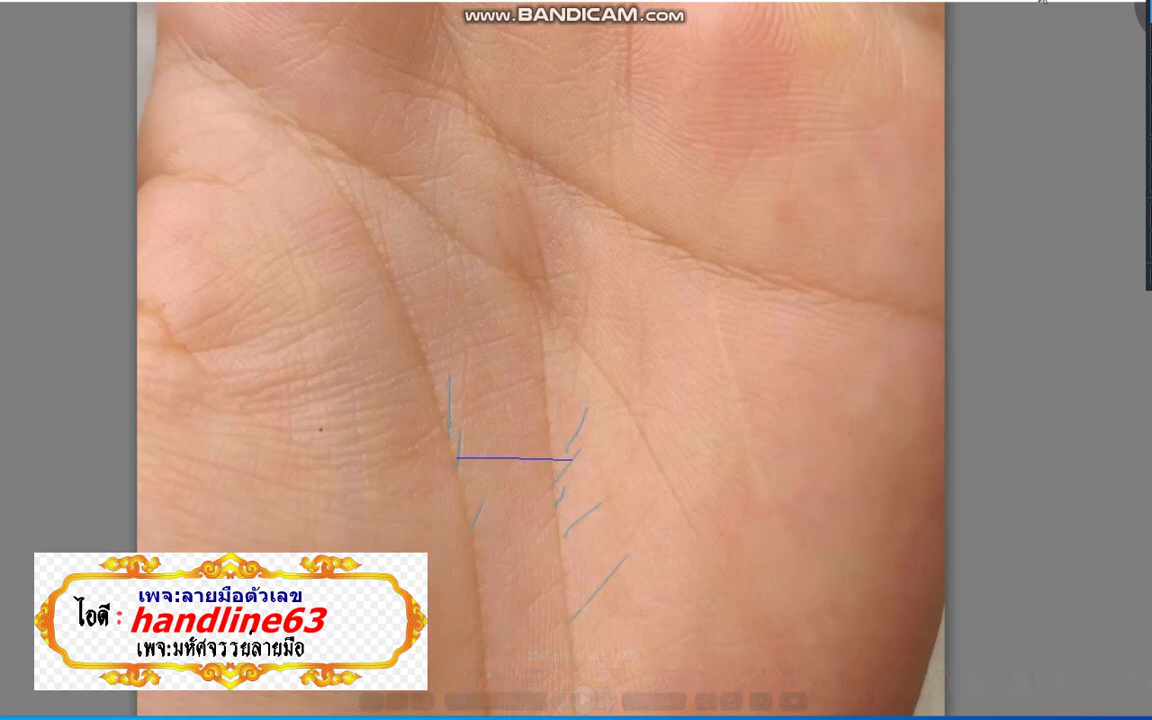 www.BANDICAM.com
เพจ:ลายมือตัวเลข
ไอดี : handline63
เพจ:มหัศจรรยลายมือ